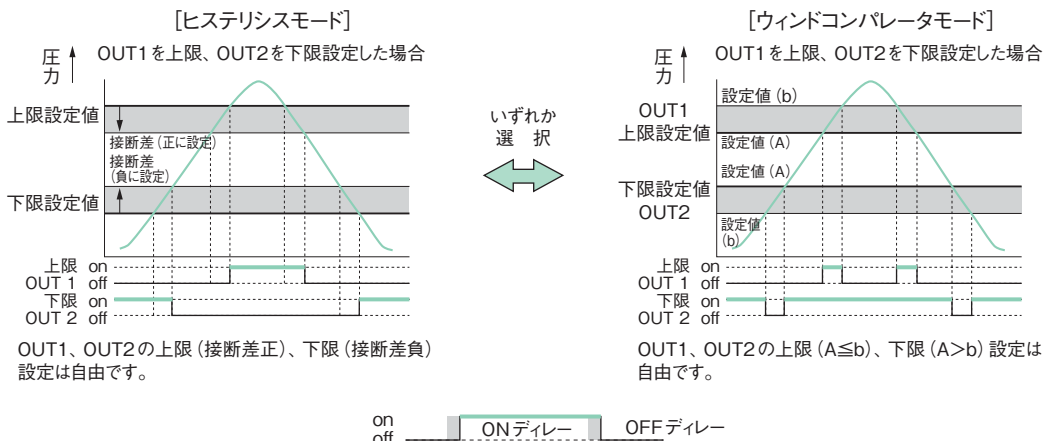 [ヒステリシスモード]
OUT1を上限、OUT2を下限設定した場合
圧力
上限設定値
接断差(正に設定)
接断差
(負に設定)
下限設定値
上限 on
OUT 1 off
下限 on
OUT 2 off
OUT1、OUT2の上限(接断差正)、下限(接断差負)
設定は自由です。
いずれか
選 択
[ウィンドコンパレータモード]
OUT1を上限、OUT2を下限設定した場合
圧力
設定値(b)
OUT1
上限設定値
設定値(A)
設定値(A)
下限設定値
OUT2
設定値
(b)
上限 on
OUT 1 off
下限 on
OUT 2 off
OUT1、OUT2の上限(A≦b)、下限(A>b)設定は
自由です。
on
off
ONディレー
OFFディレー